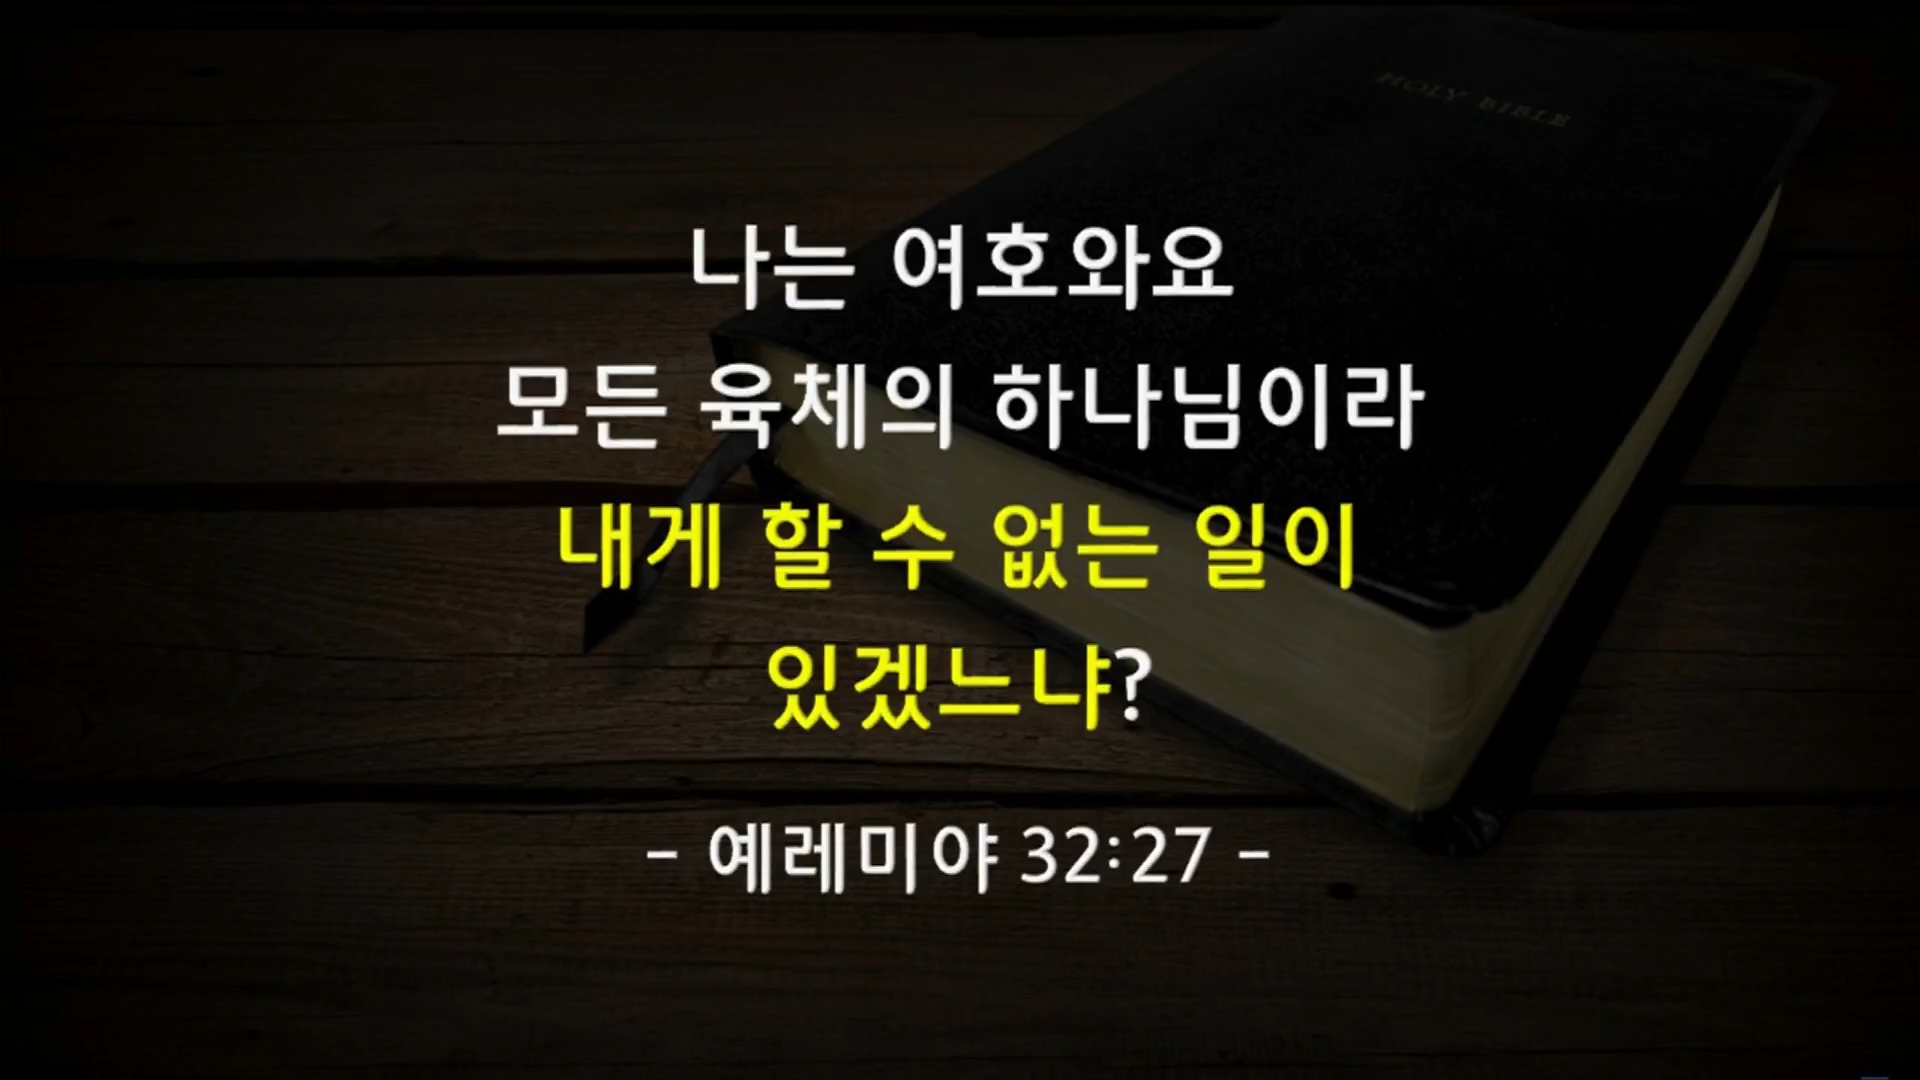 HOLY BIBLE
나는 여호와요
모든 육체의 하나님이라
내게 할 수 없는 일이
있겠느냐?
- 예레미야 32:27 -